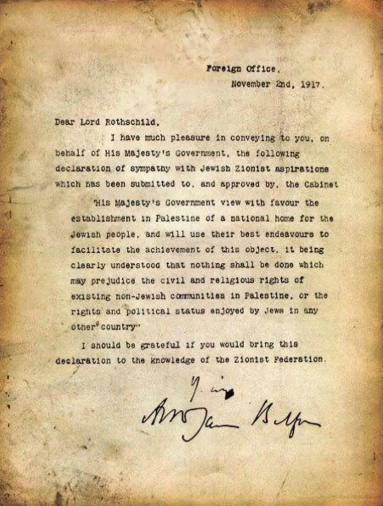 Foreign Office,
November 2nd, 1917.
Dear Lord Rothschild,
I have much pleasure in conveying to you, on
behalf of His Majesty's Government, the following
declaration of sympathy with Jewish Zionist aspirations
which has been submitted to, and approved by, the Cabinet
"His Majesty's Government view with favour the
establishment in Palestine of a national home for the
Jewish people, and will use their best endeavours to
facilitate the achievement of this object, it being
clearly understood that nothing shall be done which
may prejudice the civil and religious rights of
existing non-Jewish communities in Palestine, or the
rights and political status enjoyed by Jews in any
other country"
I should be grateful if you would bring this
declaration to the knowledge of the Zionist Federation.